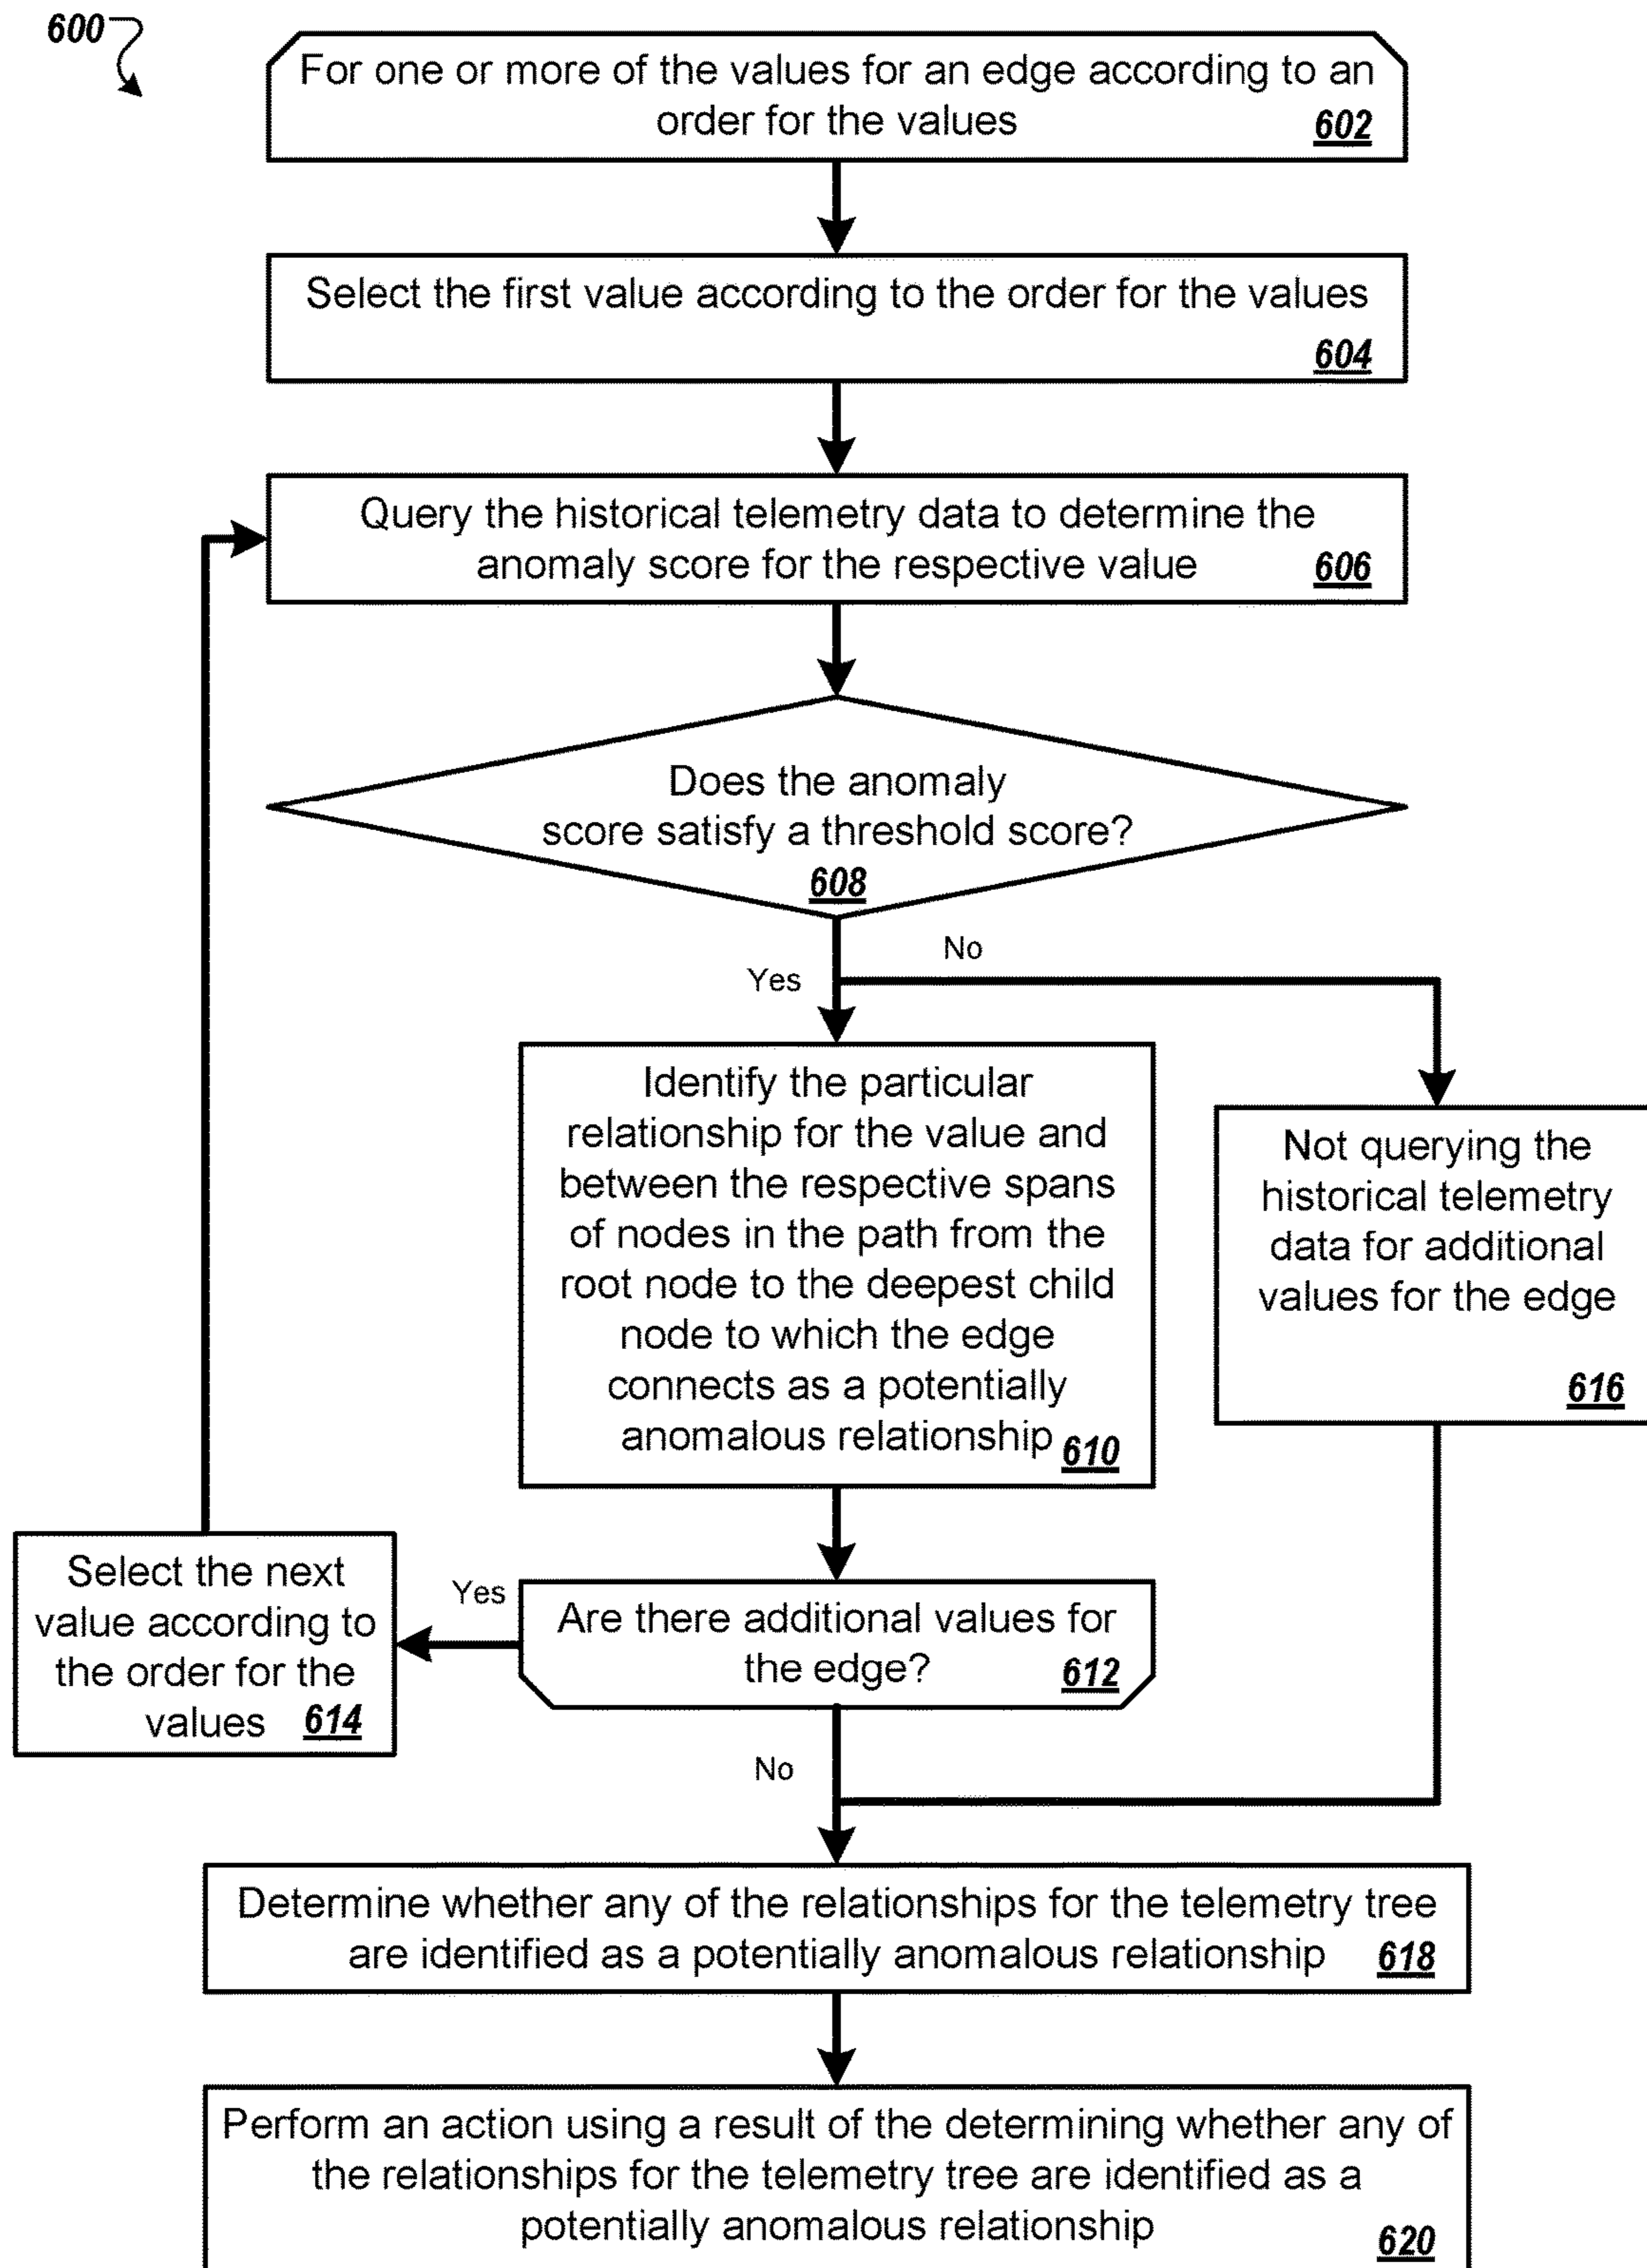 600
For one or more of the values for an edge according to an
order for the values
602
Select the first value according to the order for the values
604
Query the historical telemetry data to determine the
anomaly score for the respective value
606
Does the anomaly
score satisfy a threshold score?
608
No
Yes
Identify the particular
relationship for the value and
between the respective spans
of nodes in the path from the
root node to the deepest child
node to which the edge
connects as a potentially
anomalous relationship
610
Not querying the
historical telemetry
data for additional
values for the edge
616
Select the next
value according to
the order for the
values 614
Yes
Are there additional values for
the edge?
612
No
Determine whether any of the relationships for the telemetry tree
are identified as a potentially anomalous relationship
618
Perform an action using a result of the determining whether any of
the relationships for the telemetry tree are identified as a
potentially anomalous relationship
620